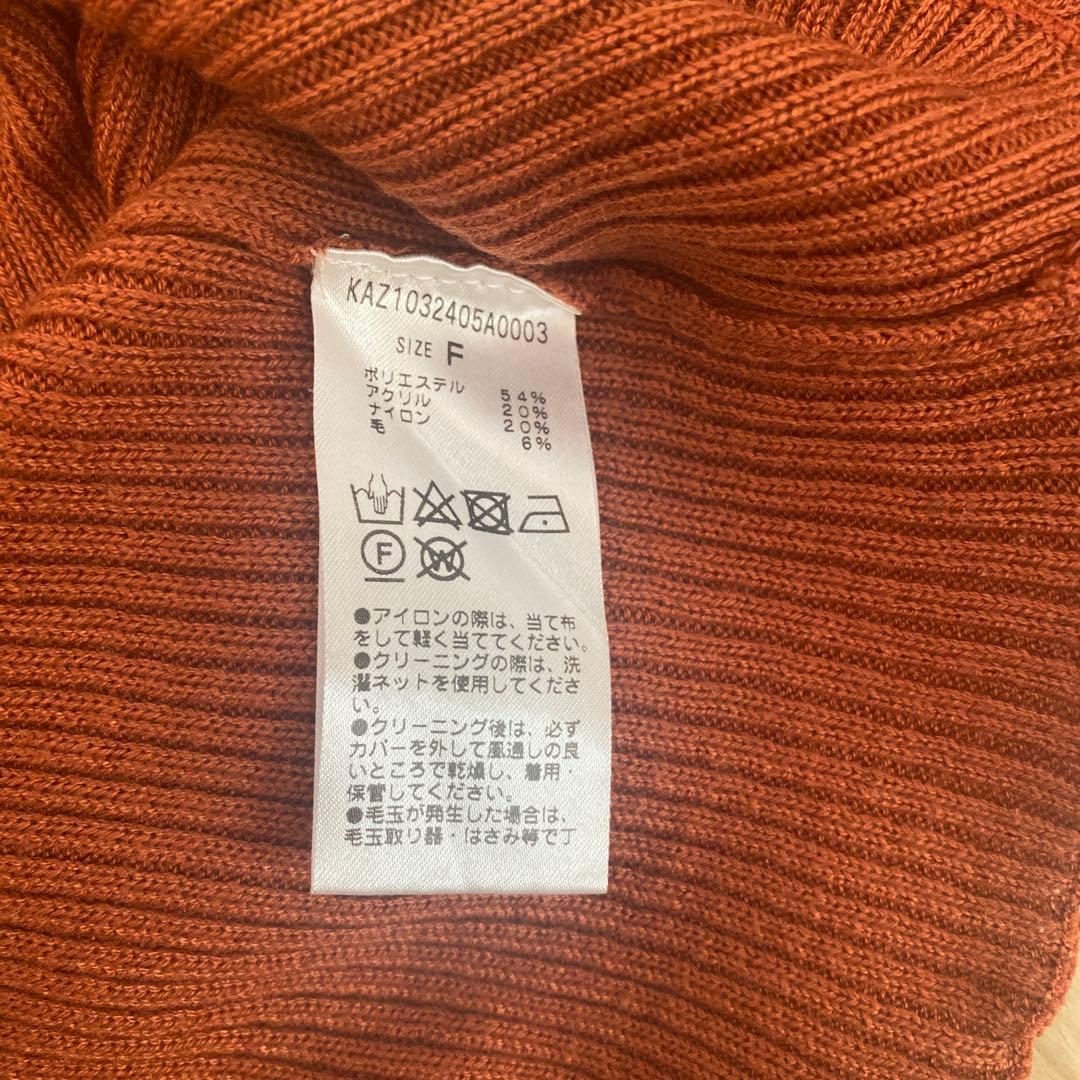 KAZ1032405A0003
SIZE F
ポリエステル 54%
アクリル 20%
ナイロン 20%
毛 6%
F W
●アイロンの際は、当て布
をして軽く当ててください。
●クリーニングの際は、洗
濯ネットを使用してくださ
い。
●クリーニング後は、必ず
カバーを外して風通しの良
いところで乾燥し、着用・
保管してください。
●毛玉が発生した場合は、
毛玉取り器・はさみ等で丁